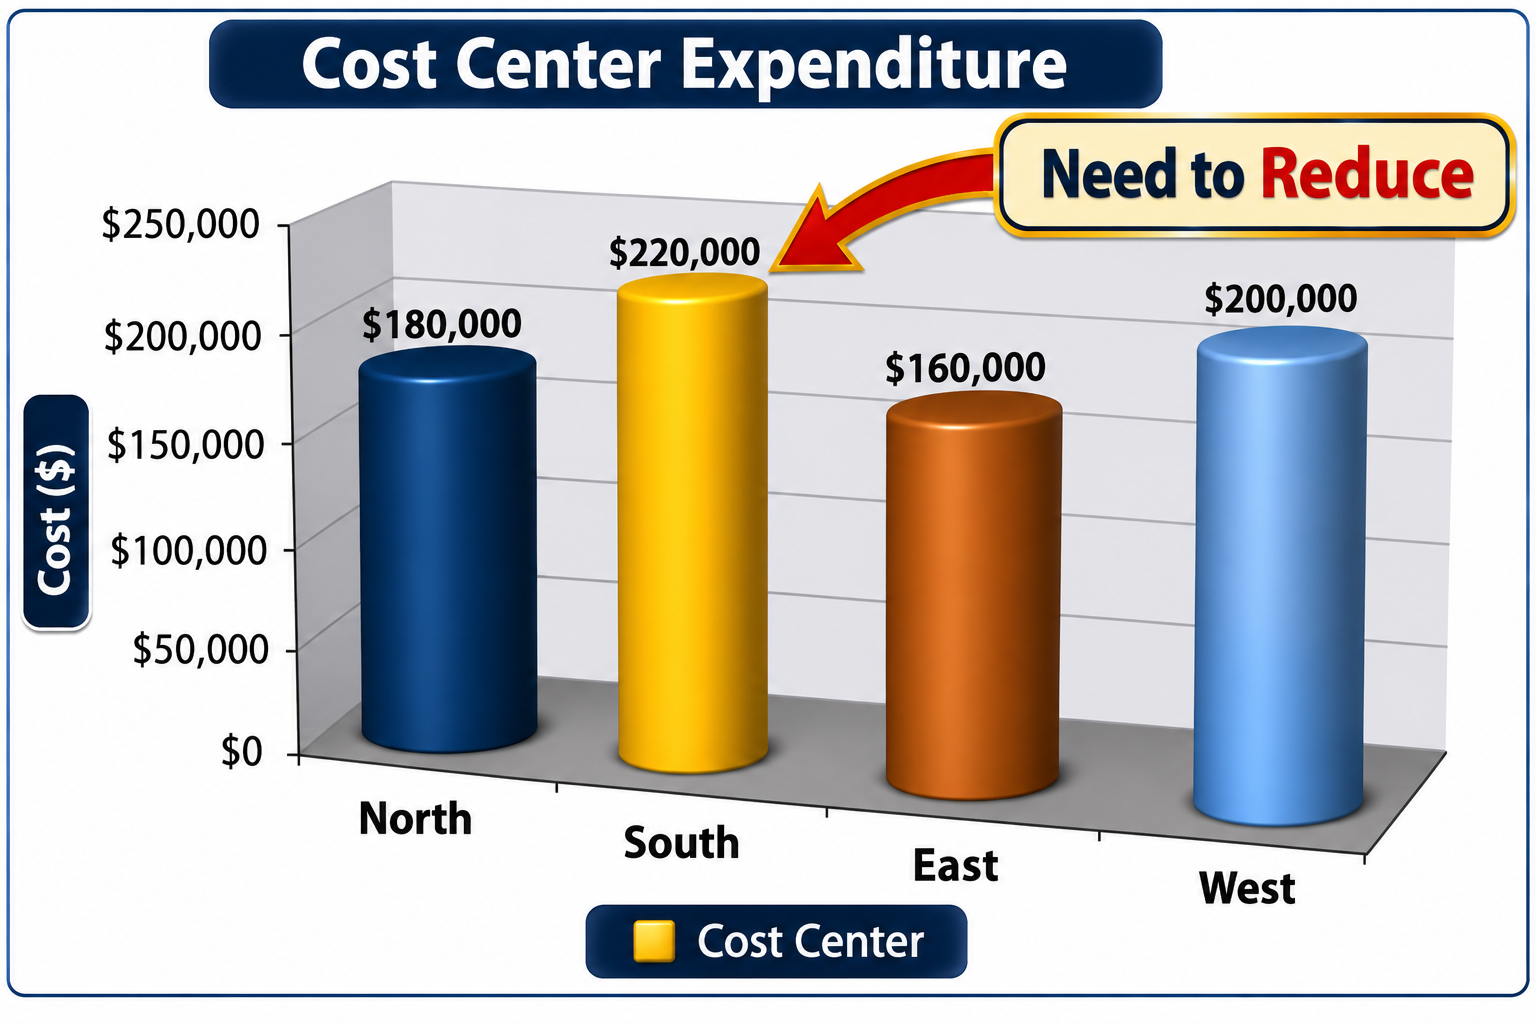 Cost Center Expenditure
Need to Reduce
$250,000
$200,000
$150,000
$100,000
$50,000
$0
Cost ($)
$180,000
$220,000
$160,000
$200,000
North
South
East
West
Cost Center